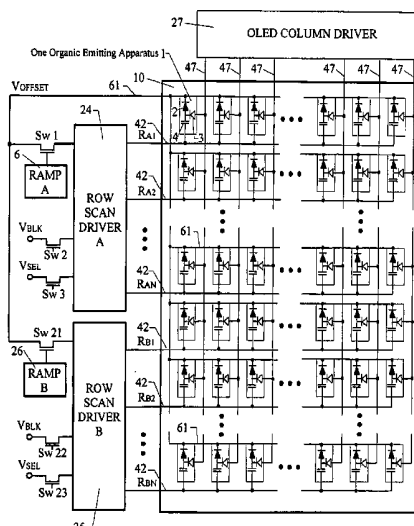 27
OLED COLUMN DRIVER
One Organic Emitting Apparatus 1
10
47 47 47 47 47 47
VOFFSET
61
24
42
2
4
3
RA1
Sw 1
6
RAMP A
42
RA2
ROW SCAN DRIVER A
VBLK
Sw 2
VSEL
Sw 3
61
42
RAN
Sw 21
26
RAMP B
42
RB1
ROW SCAN DRIVER B
42
RB2
VBLK
Sw 22
VSEL
Sw 23
61
42
RBN